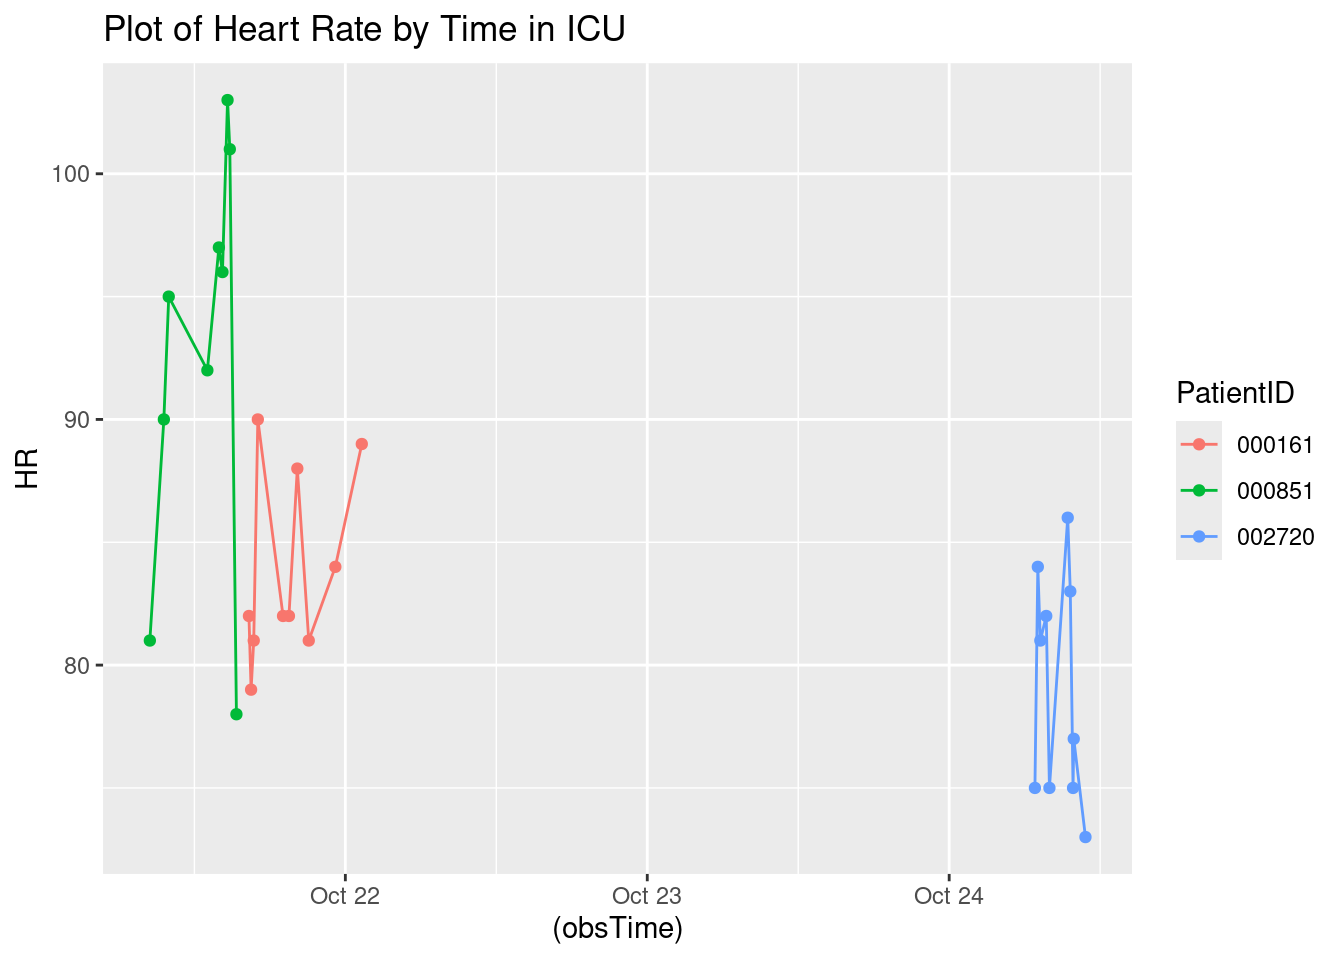 Plot of Heart Rate by Time in ICU
100
90
80
HR
Oct 22
Oct 23
Oct 24
(obsTime)
PatientID
000161
000851
002720